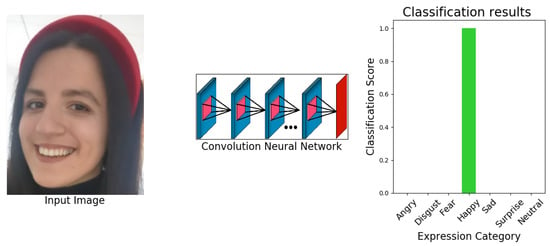 Input Image
Convolution Neural Network
Classification results
Classification Score
1.0
0.8
0.6
0.4
0.2
0.0
Angry
Disgust
Fear
Happy
Sad
Surprise
Neutral
Expression Category